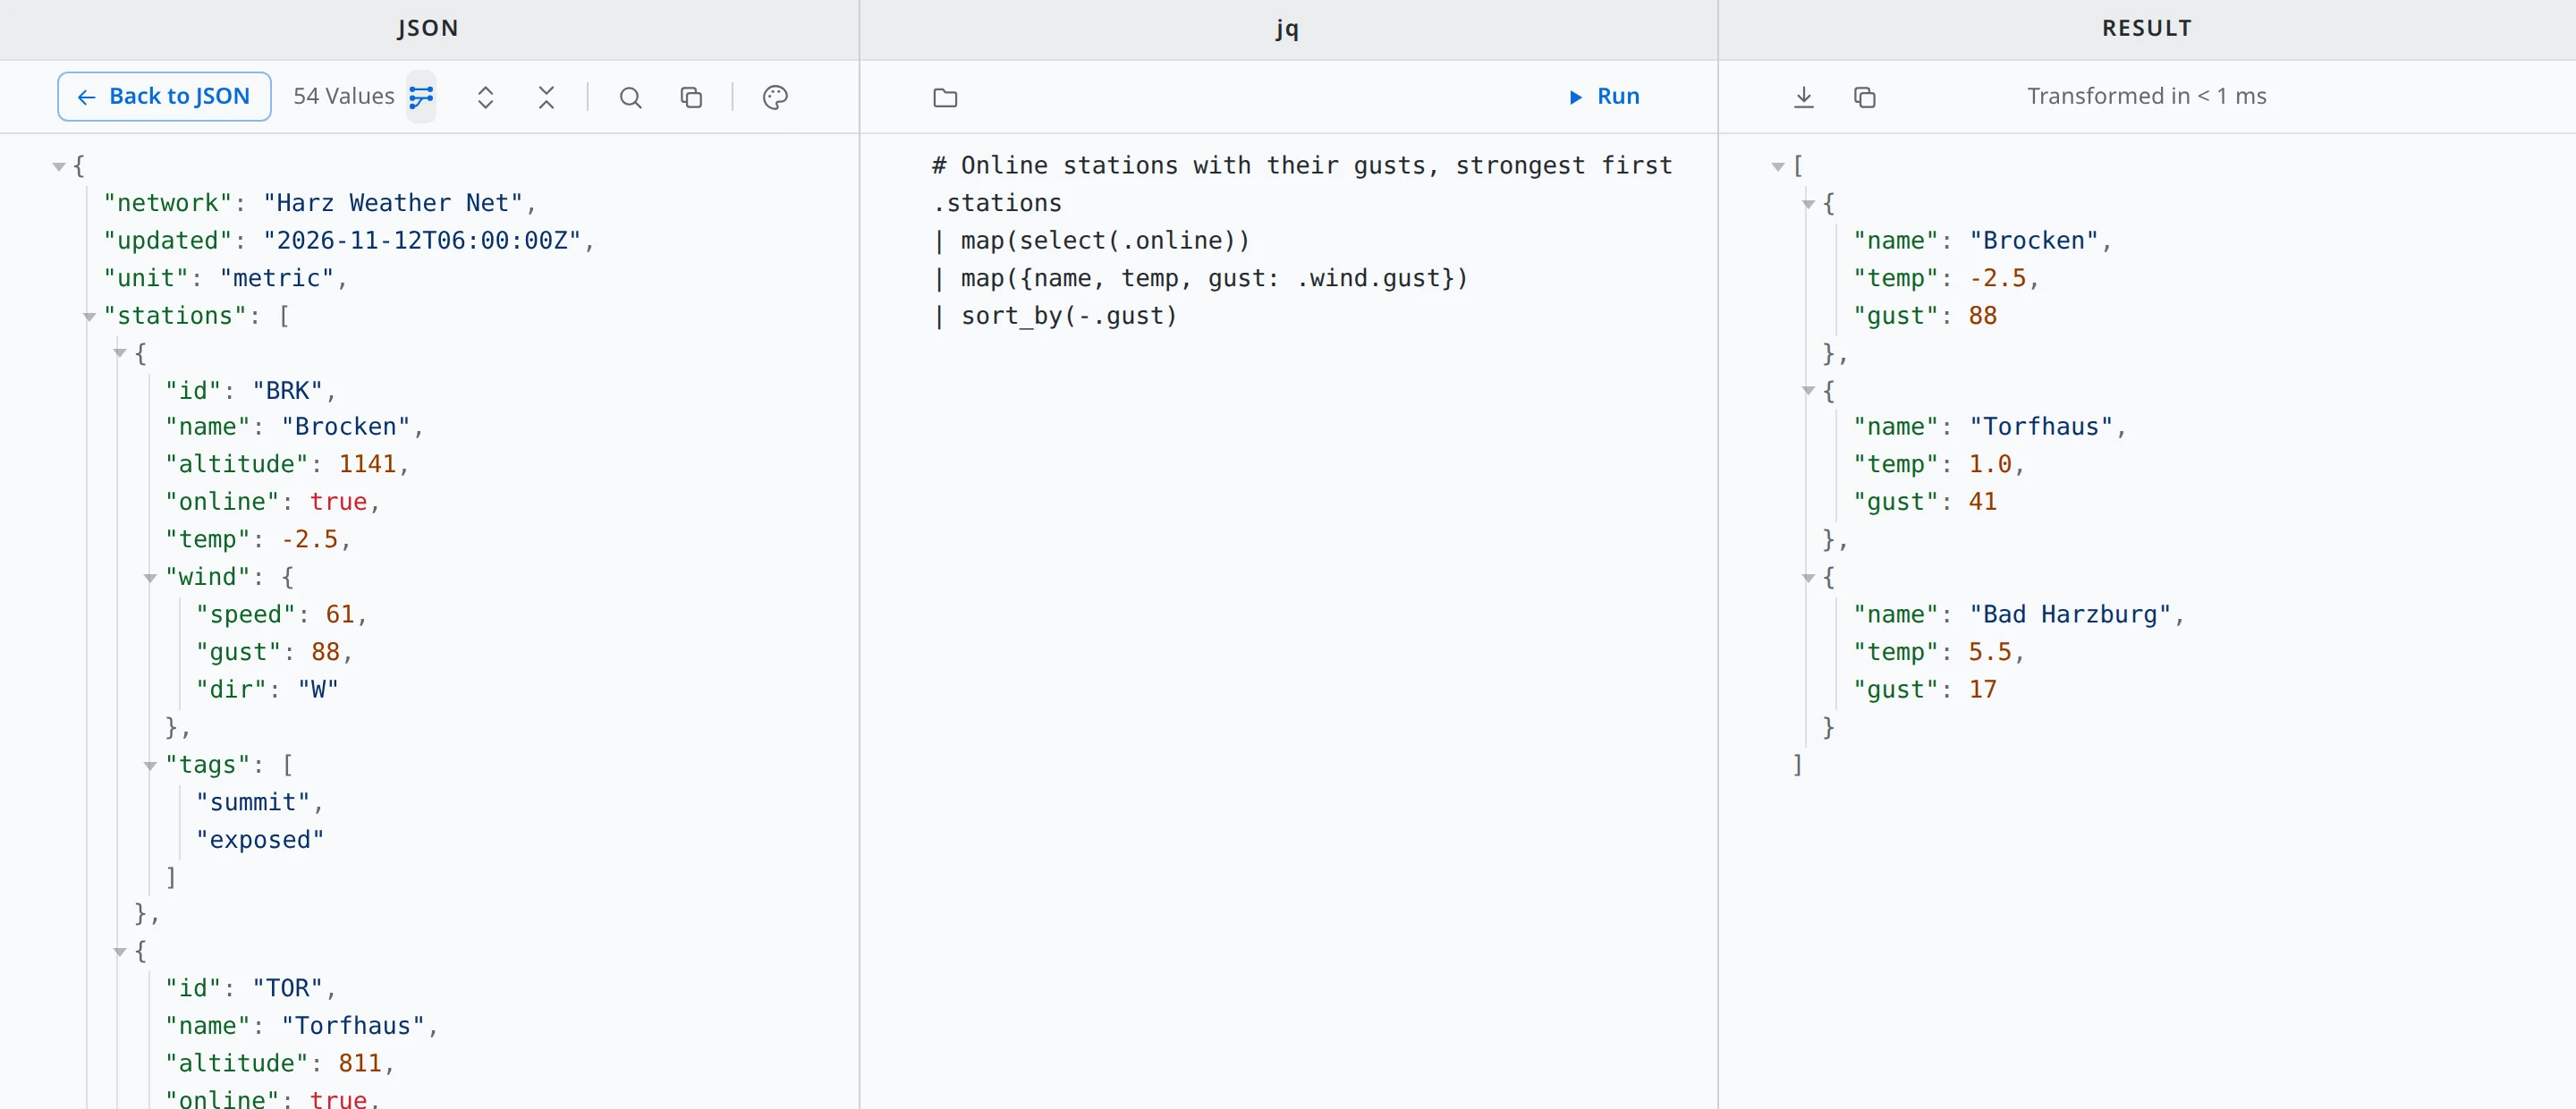 JSON
Back to JSON
54 Values
{
"network": "Harz Weather Net",
"updated": "2026-11-12T06:00:00Z",
"unit": "metric",
"stations": [
{
"id": "BRK",
"name": "Brocken",
"altitude": 1141,
"online": true,
"temp": -2.5,
"wind": {
"speed": 61,
"gust": 88,
"dir": "W"
},
"tags": [
"summit",
"exposed"
]
},
{
"id": "TOR",
"name": "Torfhaus",
"altitude": 811,
"online": true,
jq
Run
# Online stations with their gusts, strongest first
.stations
| map(select(.online))
| map({name, temp, gust: .wind.gust})
| sort_by(-.gust)
RESULT
Transformed in < 1 ms
[
{
"name": "Brocken",
"temp": -2.5,
"gust": 88
},
{
"name": "Torfhaus",
"temp": 1.0,
"gust": 41
},
{
"name": "Bad Harzburg",
"temp": 5.5,
"gust": 17
}
]